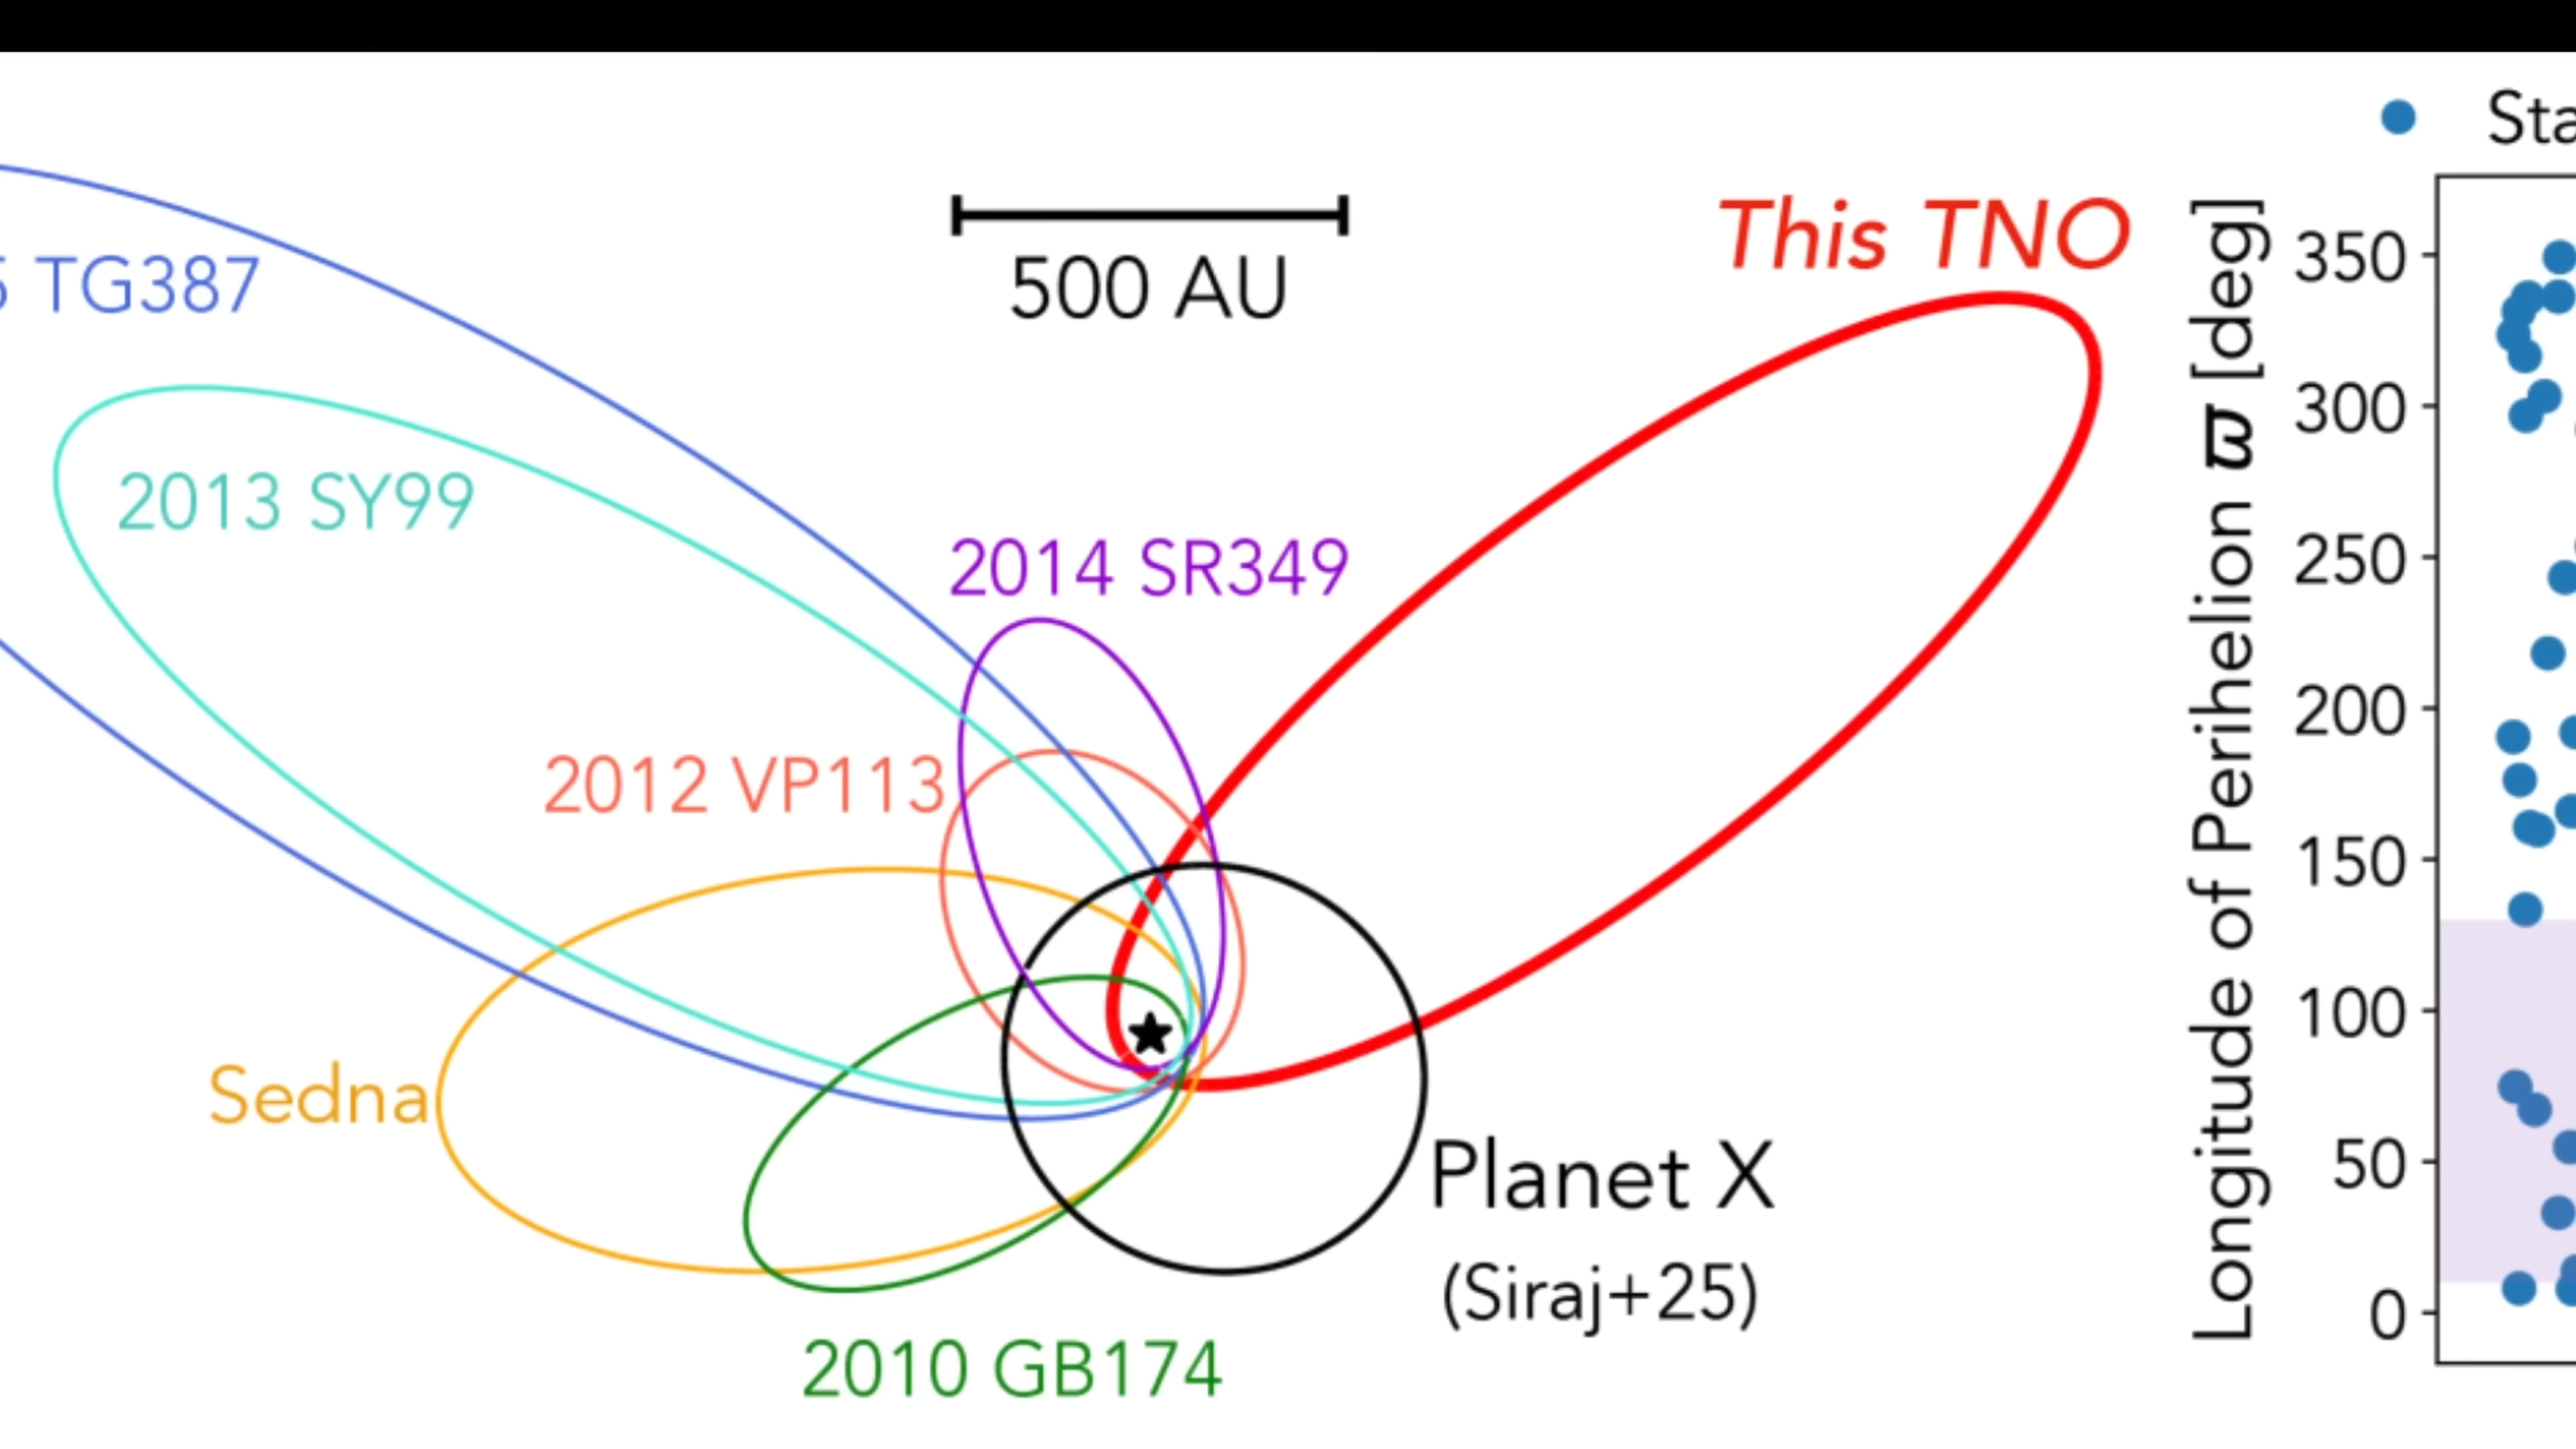 Sta
This TNO
500 AU
TG387
2013 SY99
2014 SR349
2012 VP113
Sedna
Planet X
(Siraj+25)
2010 GB174
Longitude of Perihelion ϖ [deg]
350
300
250
200
150
100
50
0